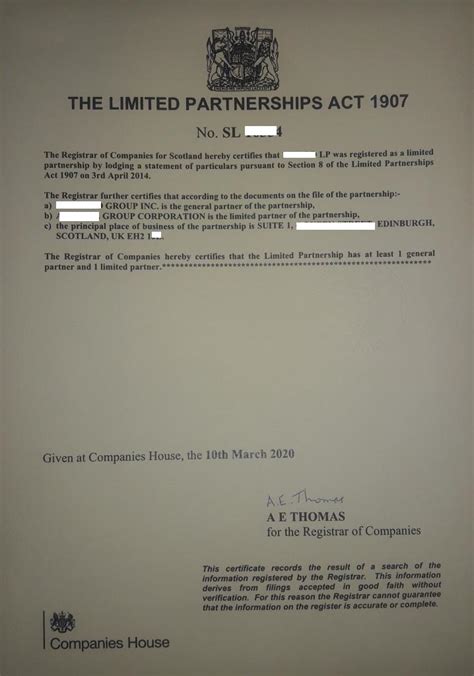 THE LIMITED PARTNERSHIPS ACT 1907
No. SL 4
The Registrar of Companies for Scotland hereby certifies that LP was registered as a limited
partnership by lodging a statement of particulars pursuant to Section 8 of the Limited Partnerships
Act 1907 on 3rd April 2014.
The Registrar further certifies that according to the documents on the file of the partnership:-
a) GROUP INC. is the general partner of the partnership,
b) GROUP CORPORATION is the limited partner of the partnership,
c) the principal place of business of the partnership is SUITE 1, EDINBURGH,
SCOTLAND, UK EH2 1
The Registrar of Companies hereby certifies that the Limited Partnership has at least 1 general
partner and 1 limited partner.****************************************************
Given at Companies House, the 10th March 2020
A.E. Thomas
A E THOMAS
for the Registrar of Companies
This certificate records the result of a search of the
information registered by the Registrar. This information
derives from filings accepted in good faith without
verification. For this reason the Registrar cannot guarantee
that the information on the register is accurate or complete.
Companies House